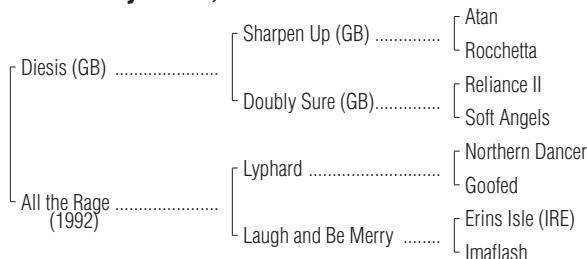 Atan
Sharpen Up (GB) ..............
Rocchetta
Diesis (GB) ......................
Reliance II
Doubly Sure (GB)..............
Soft Angels
Northern Dancer
Lyphard ............................
Goofed
All the Rage ......................
(1992)
Erins Isle (IRE)
Laugh and Be Merry ........
Imaflash